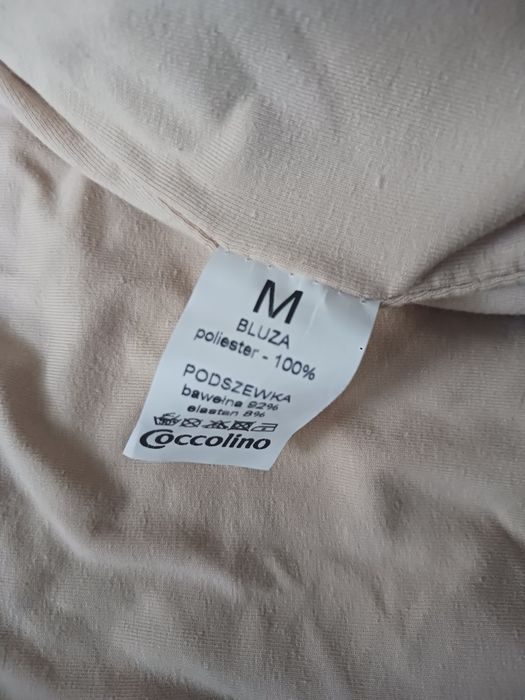 M
BLUZA
poliester - 100%
PODSZEWKA
bawełna 92%
elastan 8%
Coccolino